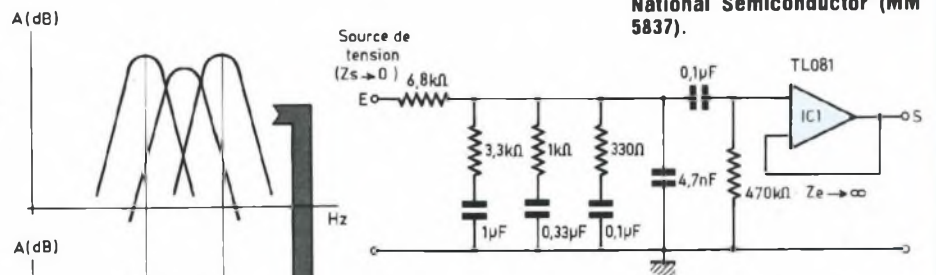 National Semiconductor (MM
5837).
A(dB)
Hz
A(dB)
Source de
tension
(Zs→0)
6,8kΩ
E
3,3kΩ
1kΩ
330Ω
1µF
0,33µF
0,1µF
4,7nF
0,1µF
470kΩ
Ze→∞
TL081
IC1
S